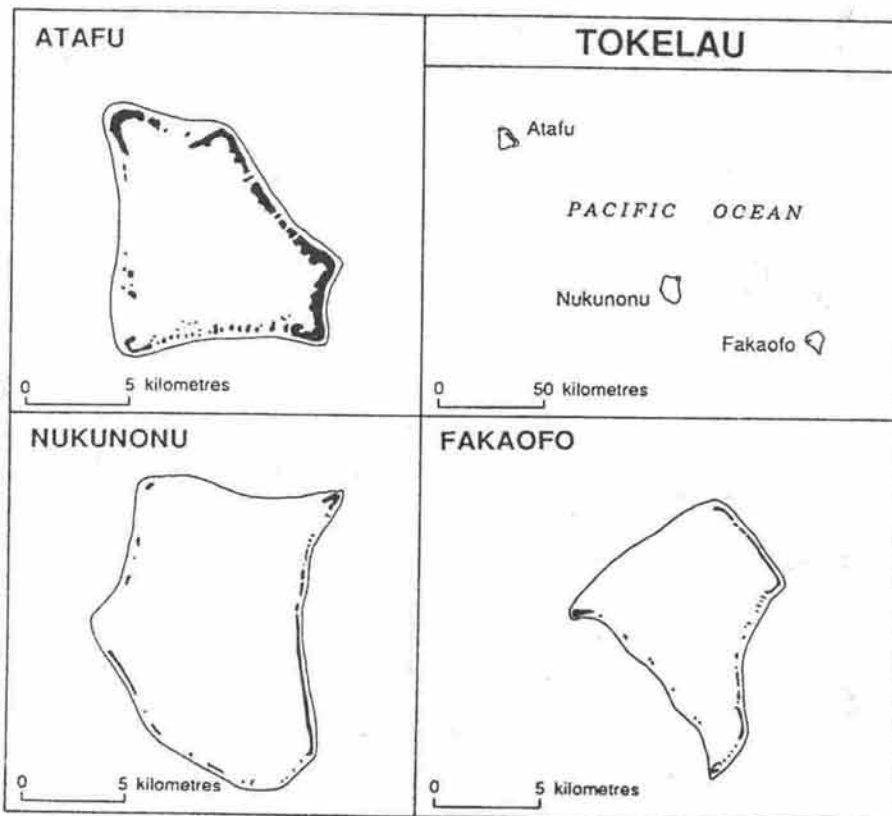 ATAFU
0 5 kilometres
TOKELAU
Atafu
PACIFIC OCEAN
Nukunonu
Fakaofo
0 50 kilometres
NUKUNONU
0 5 kilometres
FAKAOFO
0 5 kilometres